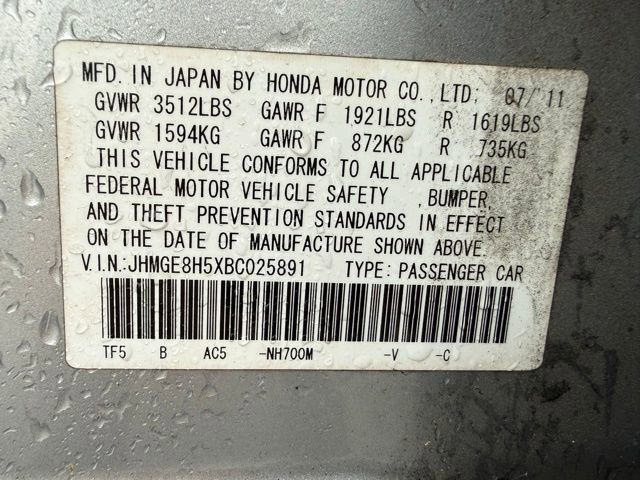 MFD. IN JAPAN BY HONDA MOTOR CO.,LTD. 07/'11
GVWR 3512LBS GAWR F 1921LBS R 1619LBS
GVWR 1594KG GAWR F 872KG R 735KG
THIS VEHICLE CONFORMS TO ALL APPLICABLE
FEDERAL MOTOR VEHICLE SAFETY ,BUMPER,
AND THEFT PREVENTION STANDARDS IN EFFECT
ON THE DATE OF MANUFACTURE SHOWN ABOVE.
V.I.N.:JHMGE8H5XBC025891 TYPE: PASSENGER CAR
TF5 B AC5 -NH700M -V -C